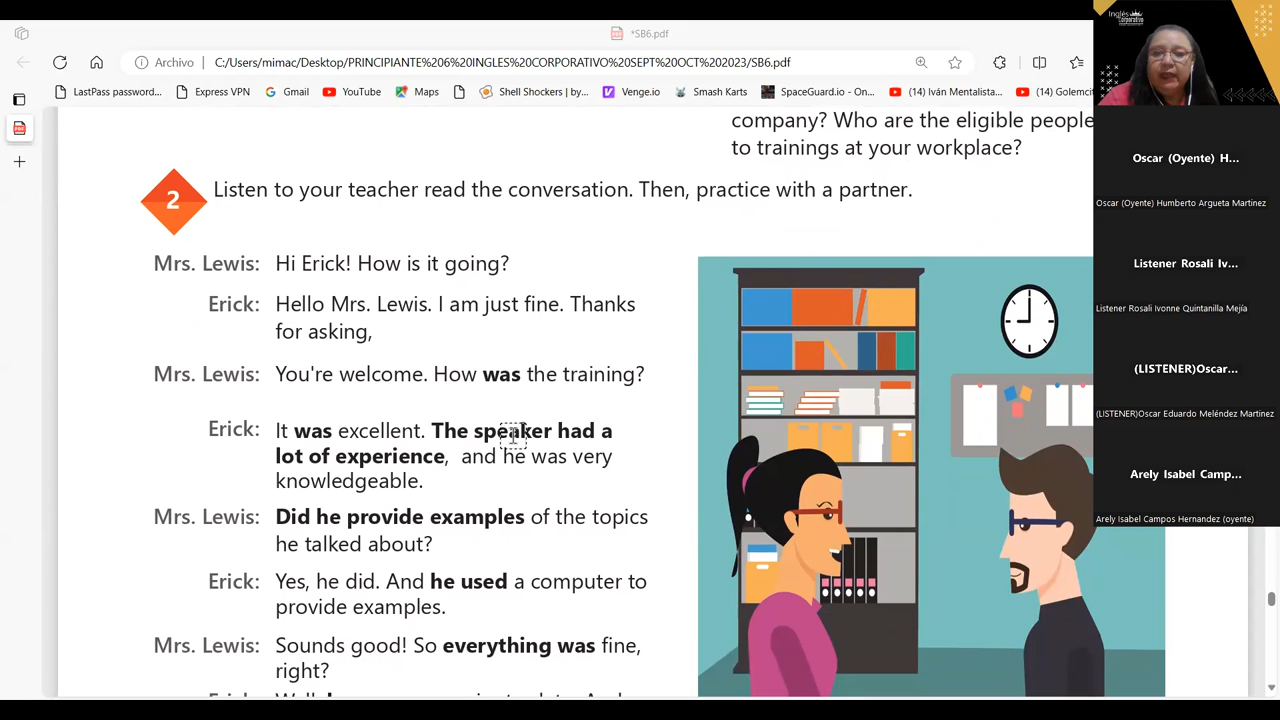 *SB6.pdf
Archivo
C:/Users/mimac/Desktop/PRINCIPIANTE%206%20INGLES%20CORPORATIVO%20SEPT%20OCT%202023/SB6.pdf
LastPass password...
Express VPN
Gmail
YouTube
Maps
Shell Shockers | by...
Venge.io
Smash Karts
SpaceGuard.io - On...
(14) Iván Mentalista...
(14) Golemcit
company? Who are the eligible people
to trainings at your workplace?
2
Listen to your teacher read the conversation. Then, practice with a partner.
Mrs. Lewis: Hi Erick! How is it going?
Erick: Hello Mrs. Lewis. I am just fine. Thanks
for asking,
Mrs. Lewis: You're welcome. How was the training?
Erick: It was excellent. The speaker had a
lot of experience, and he was very
knowledgeable.
Mrs. Lewis: Did he provide examples of the topics
he talked about?
Erick: Yes, he did. And he used a computer to
provide examples.
Mrs. Lewis: Sounds good! So everything was fine,
right?
Inglés
Corporativo
Oscar (Oyente) H...
Oscar (Oyente) Humberto Argueta Martinez
Listener Rosali Iv...
Listener Rosali Ivonne Quintanilla Mejía
(LISTENER)Oscar...
(LISTENER)Oscar Eduardo Meléndez Martinez
Arely Isabel Camp...
Arely Isabel Campos Hernandez (oyente)